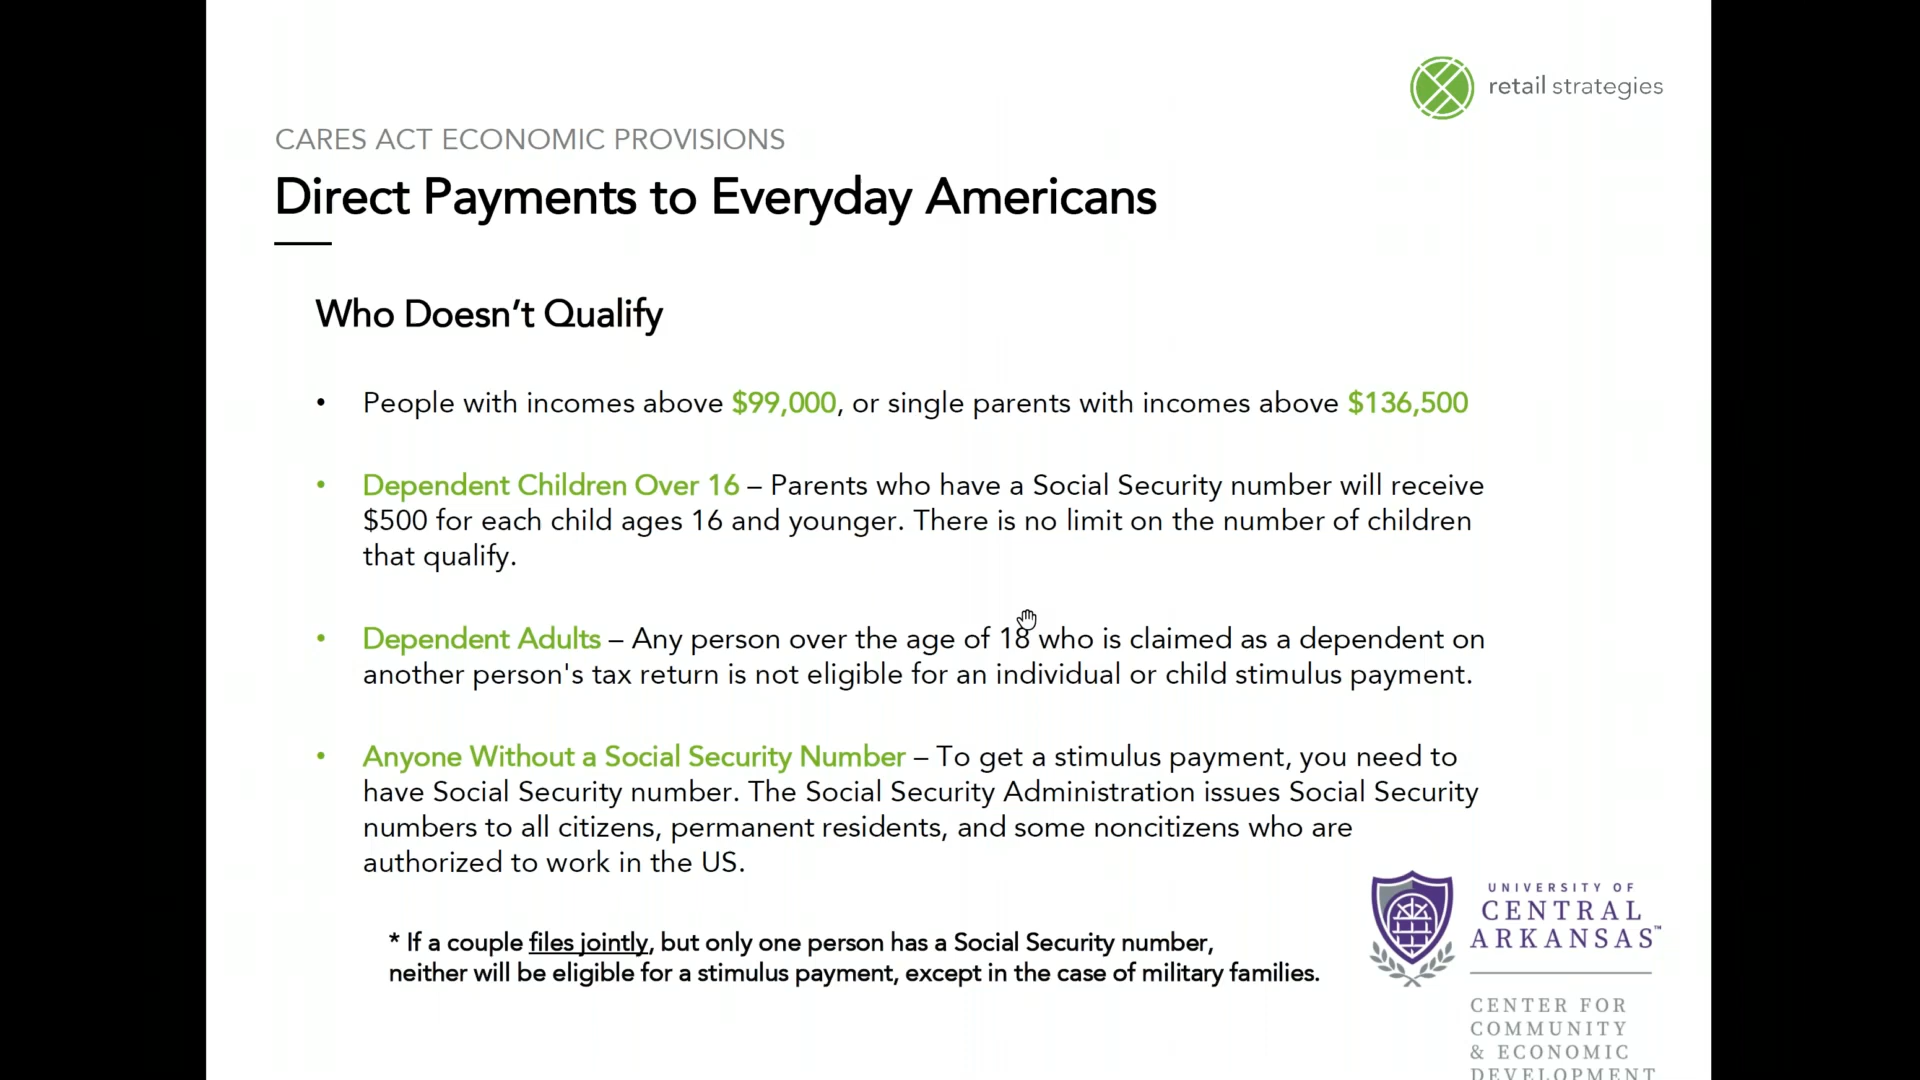 retail strategies
CARES ACT ECONOMIC PROVISIONS
Direct Payments to Everyday Americans
Who Doesn’t Qualify
• People with incomes above $99,000, or single parents with incomes above $136,500
• Dependent Children Over 16 – Parents who have a Social Security number will receive
$500 for each child ages 16 and younger. There is no limit on the number of children
that qualify.
• Dependent Adults – Any person over the age of 18 who is claimed as a dependent on
another person's tax return is not eligible for an individual or child stimulus payment.
• Anyone Without a Social Security Number – To get a stimulus payment, you need to
have Social Security number. The Social Security Administration issues Social Security
numbers to all citizens, permanent residents, and some noncitizens who are
authorized to work in the US.
* If a couple files jointly, but only one person has a Social Security number,
neither will be eligible for a stimulus payment, except in the case of military families.
UNIVERSITY OF
CENTRAL
ARKANSAS™
CENTER FOR
COMMUNITY
& ECONOMIC
DEVELOPMENT